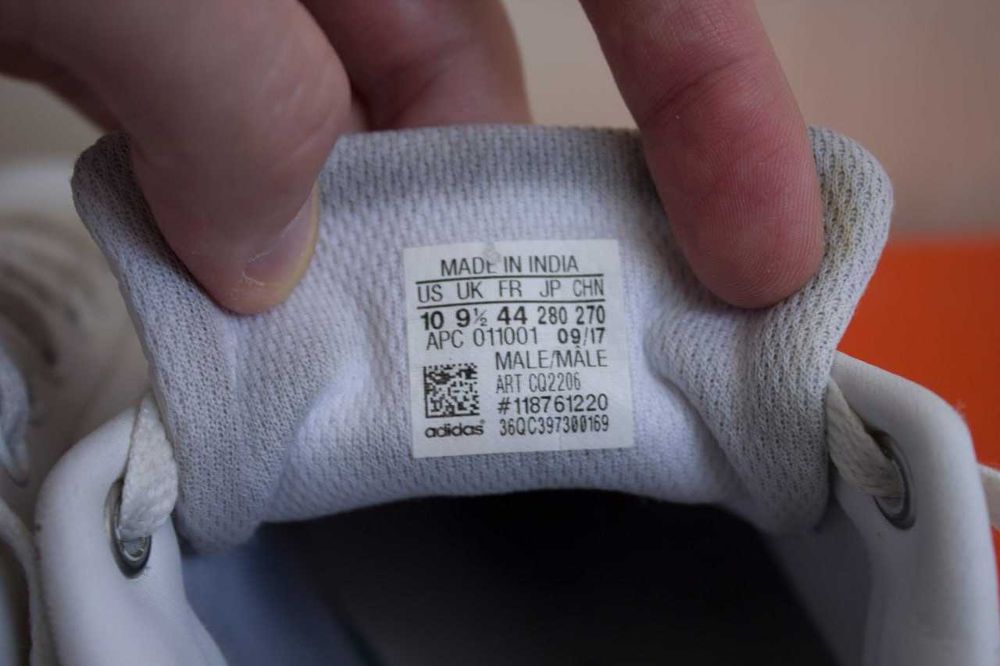 MADE IN INDIA
US UK FR JP CHN
10 9½ 44 280 270
APC 011001 09/17
MALE/MALE
ART CQ2206
#118761220
adidas 36QC397300169